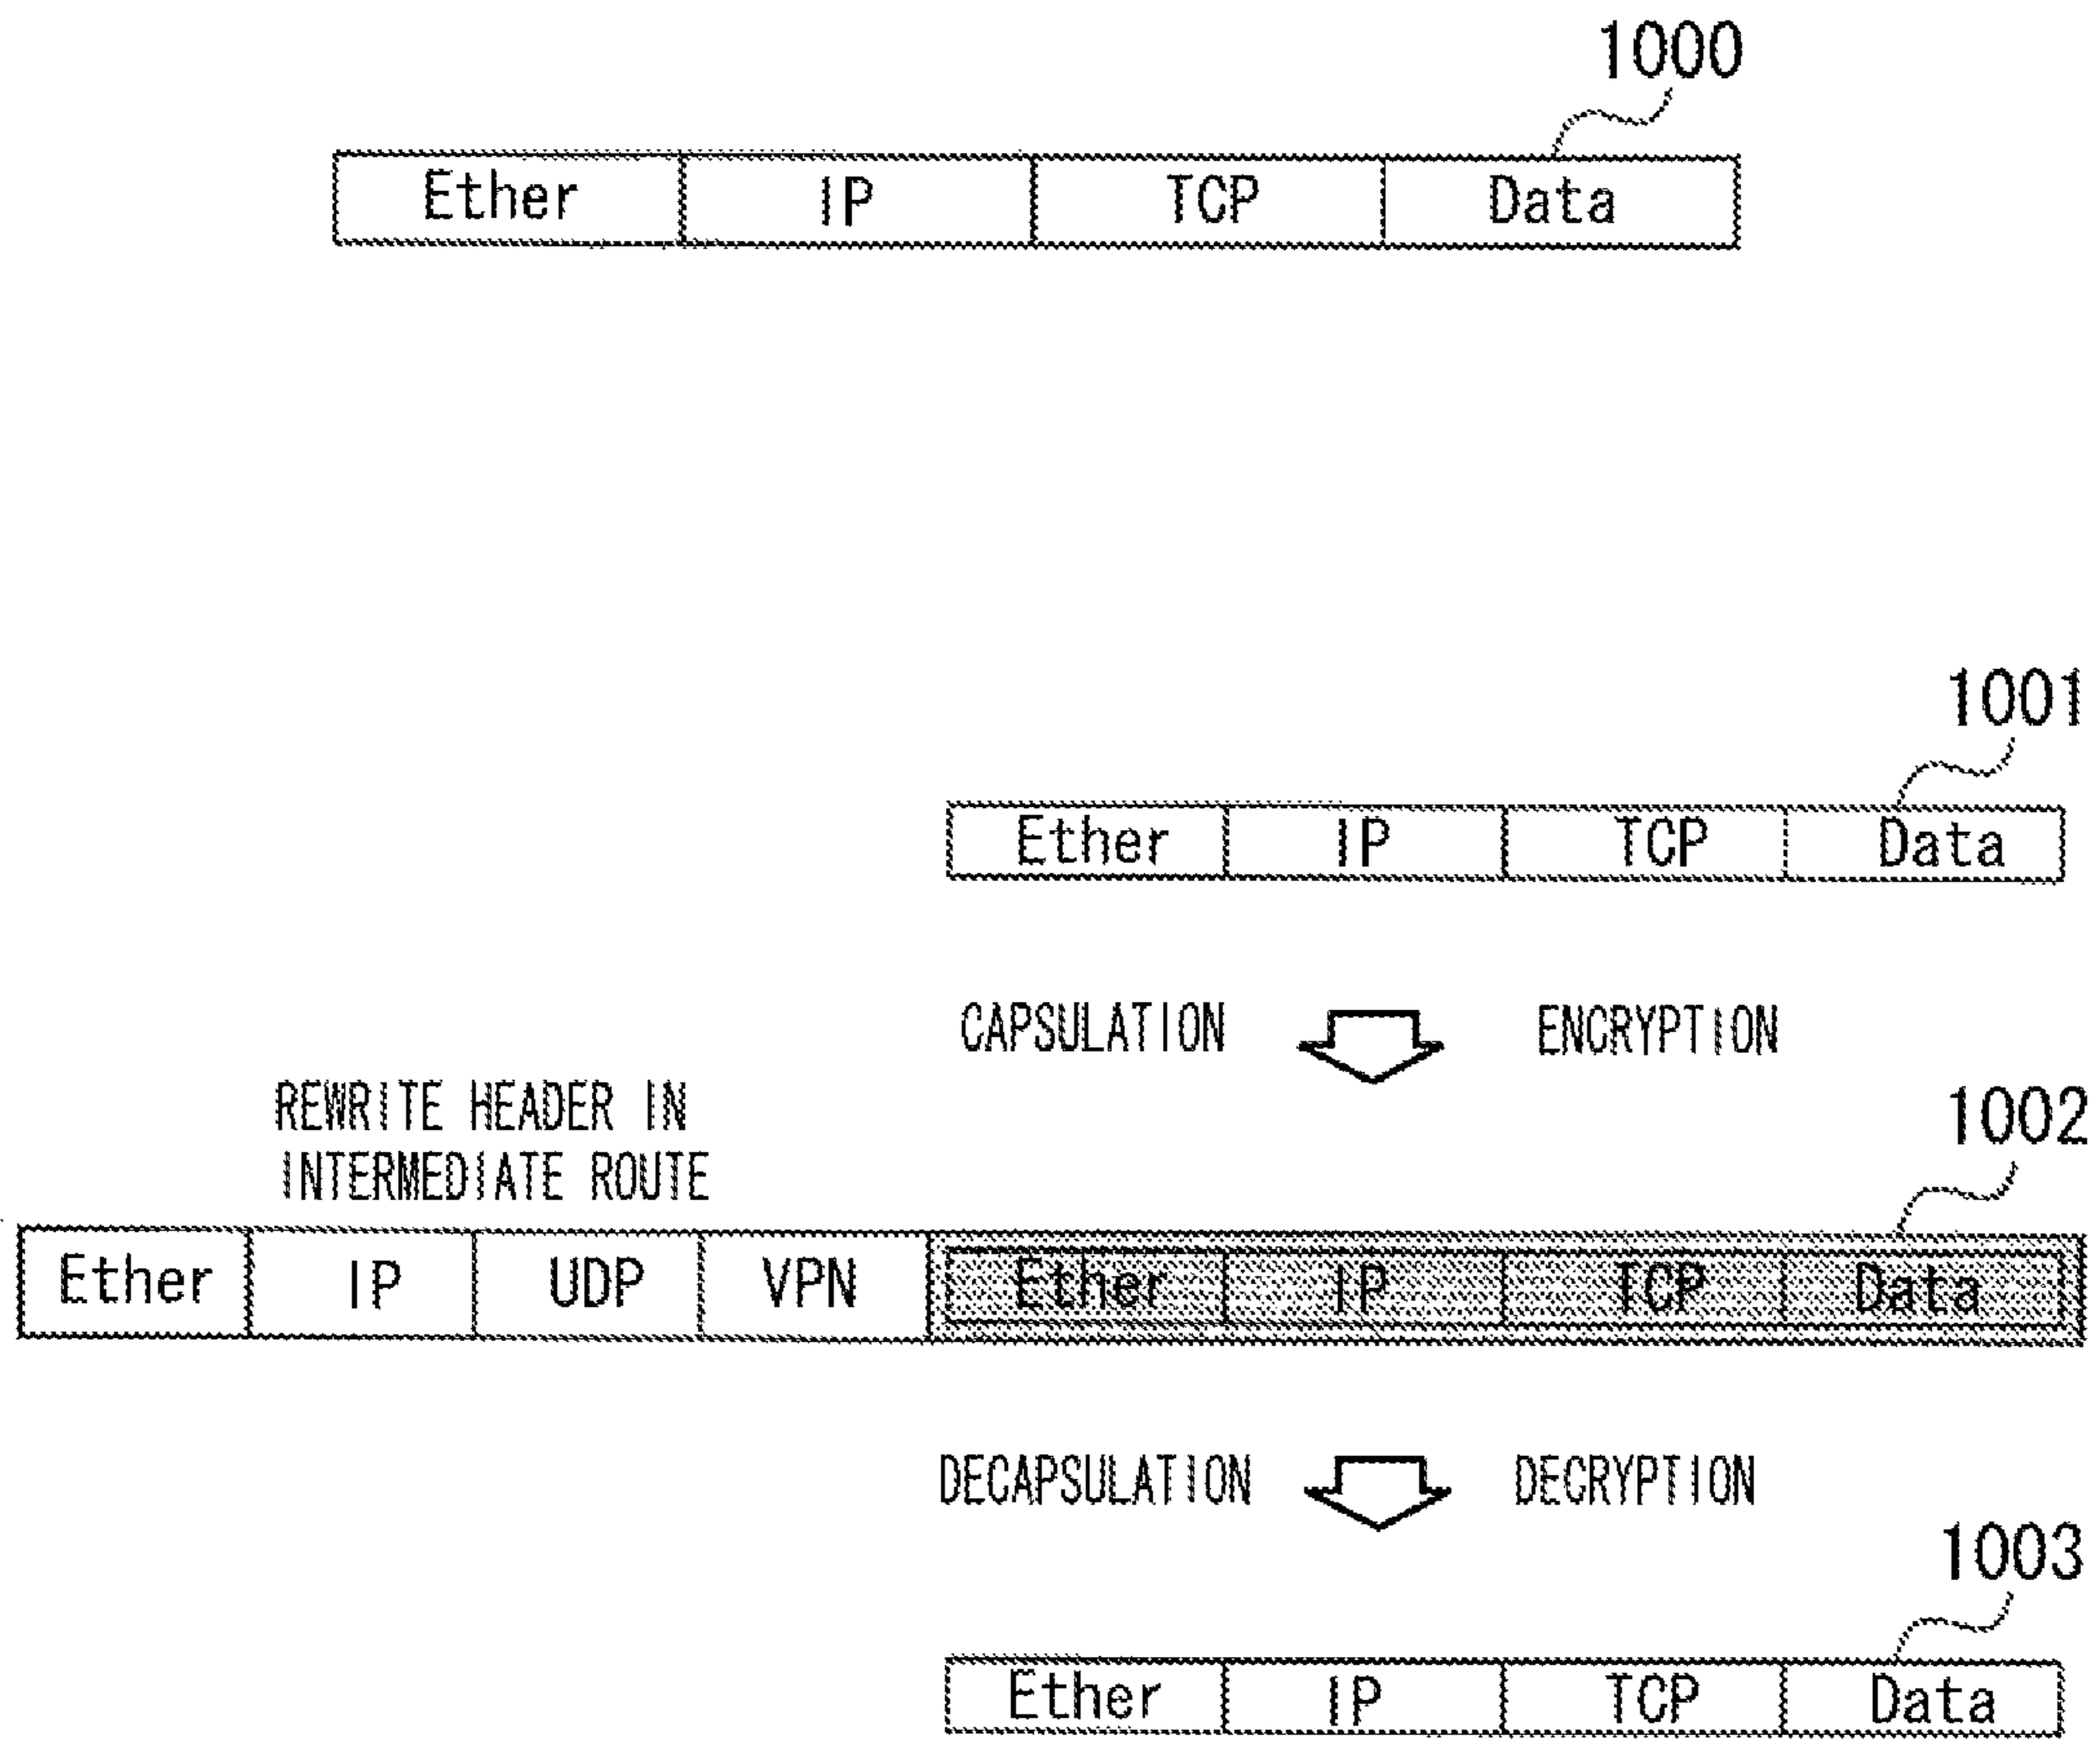 1000
Ether IP TCP Data
1001
Ether IP TCP Data
CAPSULATION ENCRYPTION
REWRITE HEADER IN
INTERMEDIATE ROUTE
1002
Ether IP UDP VPN Ether IP TCP Data
DECAPSULATION DECRYPTION
1003
Ether IP TCP Data